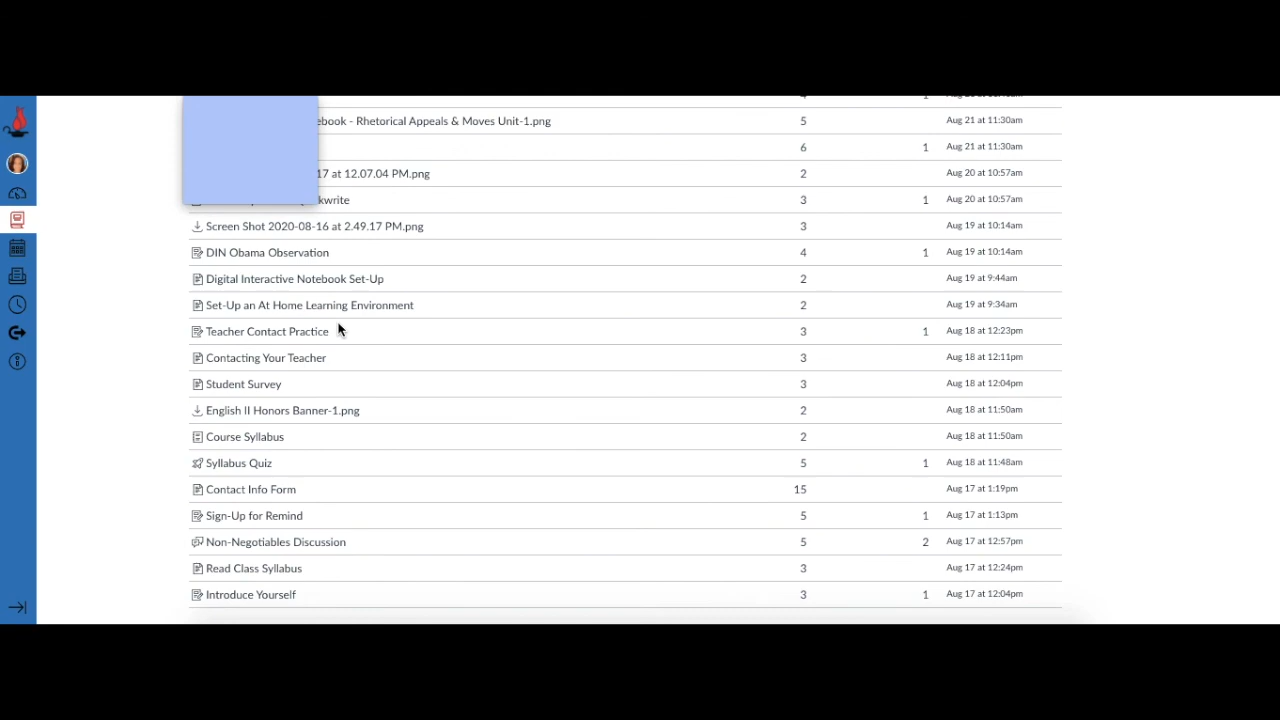 Aug 21 at 11:30am
ebook - Rhetorical Appeals & Moves Unit-1.png 5
6 1 Aug 21 at 11:30am
17 at 12.07.04 PM.png 2 Aug 20 at 10:57am
kwrite 3 1 Aug 20 at 10:57am
Screen Shot 2020-08-16 at 2.49.17 PM.png 3 Aug 19 at 10:14am
DIN Obama Observation 4 1 Aug 19 at 10:14am
Digital Interactive Notebook Set-Up 2 Aug 19 at 9:44am
Set-Up an At Home Learning Environment 2 Aug 19 at 9:34am
Teacher Contact Practice 3 1 Aug 18 at 12:23pm
Contacting Your Teacher 3 Aug 18 at 12:11pm
Student Survey 3 Aug 18 at 12:04pm
English II Honors Banner-1.png 2 Aug 18 at 11:50am
Course Syllabus 2 Aug 18 at 11:50am
Syllabus Quiz 5 1 Aug 18 at 11:48am
Contact Info Form 15 Aug 17 at 1:19pm
Sign-Up for Remind 5 1 Aug 17 at 1:13pm
Non-Negotiables Discussion 5 2 Aug 17 at 12:57pm
Read Class Syllabus 3 Aug 17 at 12:24pm
Introduce Yourself 3 1 Aug 17 at 12:04pm